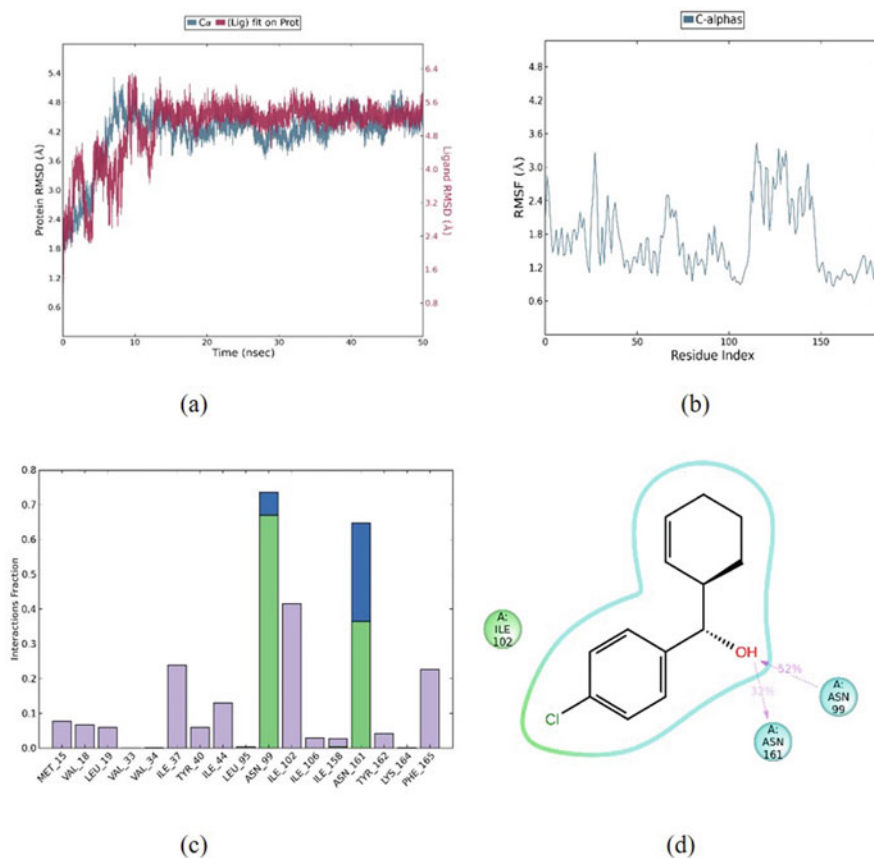 Cα (Lig) fit on Prot
Protein RMSD (Å)
5.4
4.8
4.2
3.6
3.0
2.4
1.8
1.2
0.6
6.4
5.6
4.8
4.0
3.2
2.4
1.6
0.8
Ligand RMSD (Å)
0 10 20 30 40 50
Time (nsec)
(a)
C-alphas
RMSF (Å)
4.8
4.2
3.6
3.0
2.4
1.8
1.2
0.6
0 50 100 150
Residue Index
(b)
Interactions Fraction
0.8
0.7
0.6
0.5
0.4
0.3
0.2
0.1
0.0
MET_15 VAL_18 LEU_19 VAL_33 VAL_34 ILE_37 TYR_40 ILE_44 LEU_95 ASN_99 ILE_102 ILE_106 ILE_158 ASN_161 TYR_162 LYS_164 PHE_165
(c)
A:
ILE
102
OH
52%
A:
ASN
99
Cl
A:
ASN
161
(d)